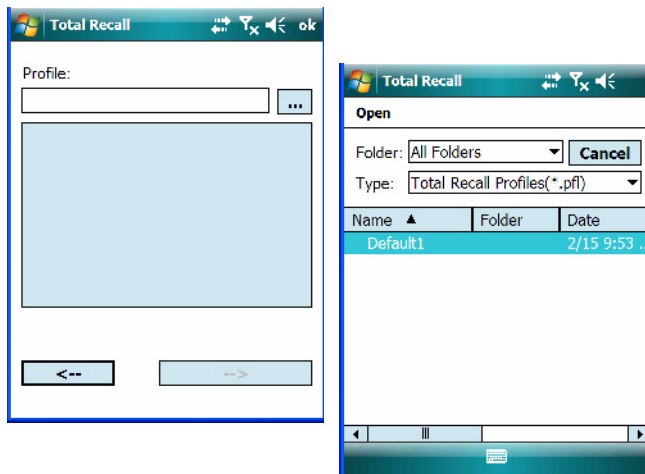 Total Recall ok
Profile:
...
<--
-->
Total Recall
Open
Folder: All Folders Cancel
Type: Total Recall Profiles(*.pfl)
Name Folder Date
Default1 2/15 9:53 ..